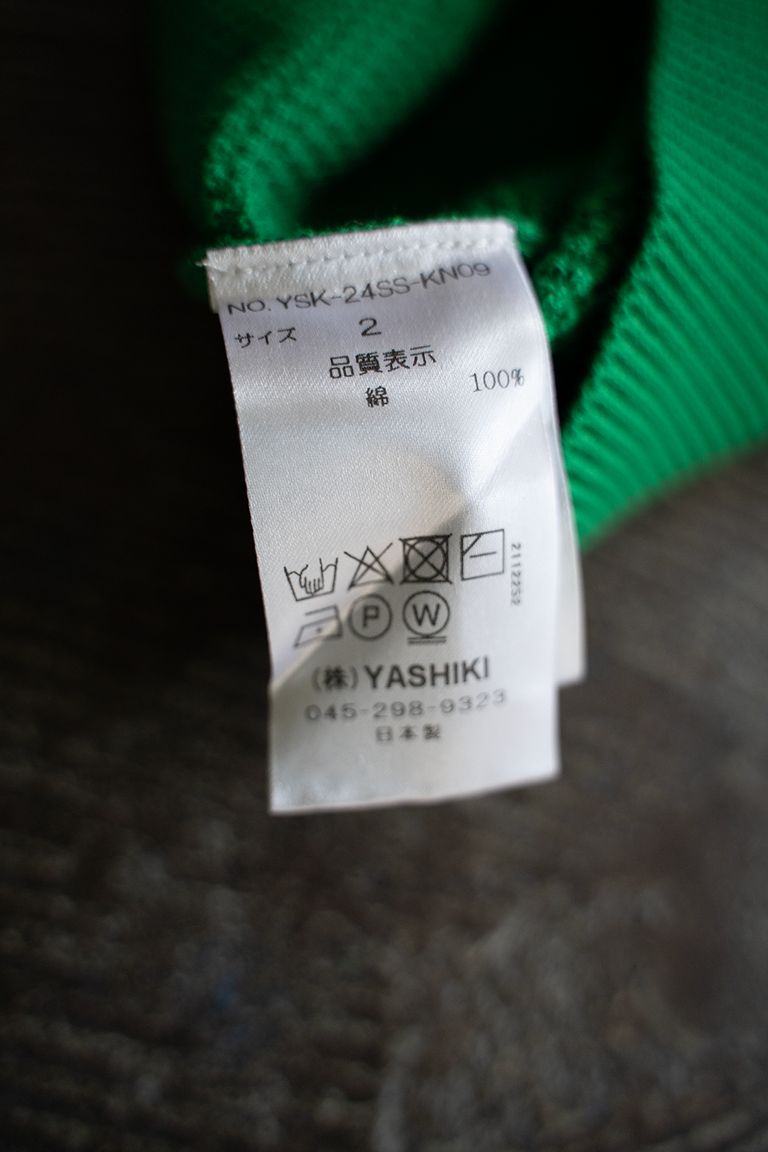 NO. YSK-24SS-KN09
サイズ 2
品質表示
綿 100%
2112252
P W
(株) YASHIKI
045-298-9323
日本製